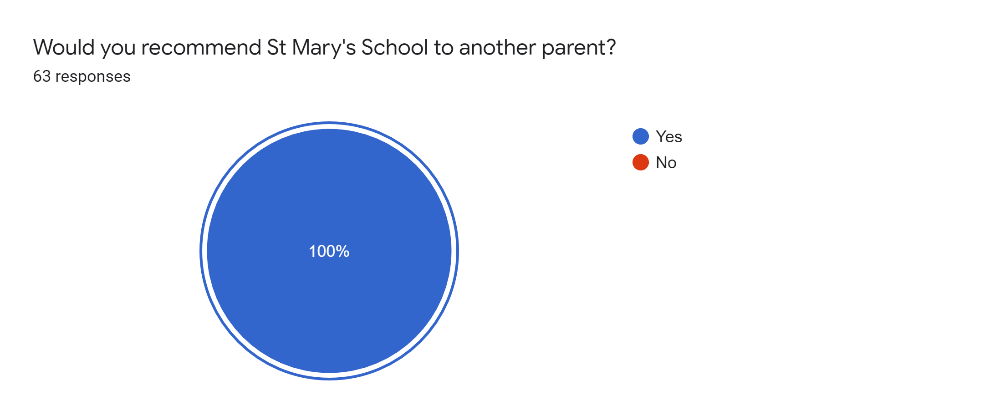 Would you recommend St Mary's School to another parent?
63 responses
Yes
No
100%